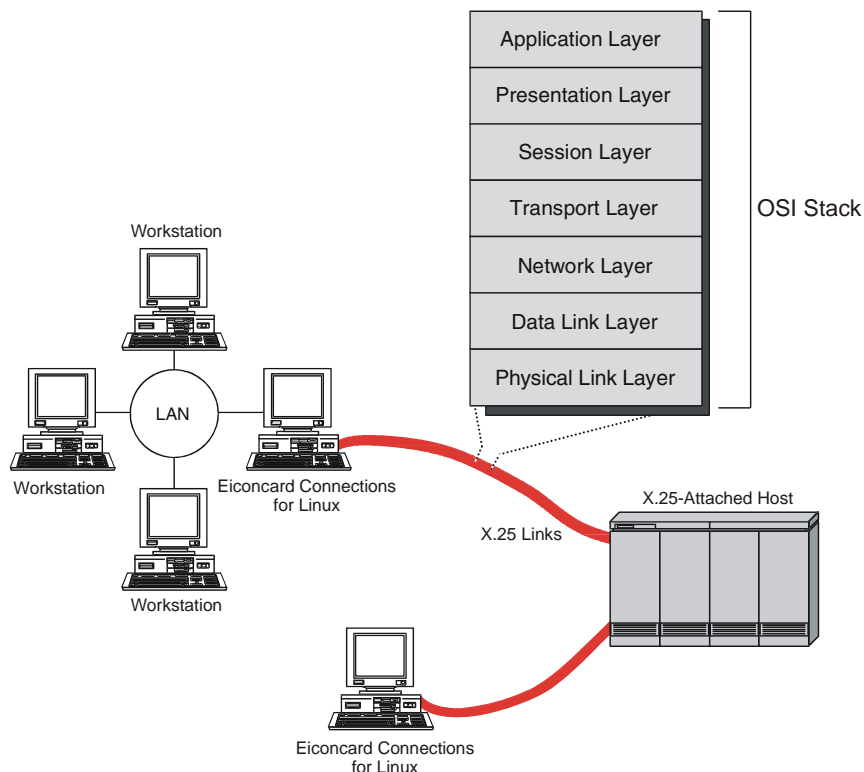 Application Layer
Presentation Layer
Session Layer
Transport Layer
Network Layer
Data Link Layer
Physical Link Layer
OSI Stack
Workstation
LAN
Workstation
Eiconcard Connections
for Linux
Workstation
X.25 Links
X.25-Attached Host
Eiconcard Connections
for Linux